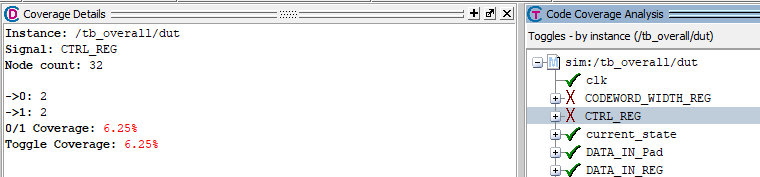 Coverage Details
Instance: /tb_overall/dut
Signal: CTRL_REG
Node count: 32
->0: 2
->1: 2
0/1 Coverage: 6.25%
Toggle Coverage: 6.25%
Code Coverage Analysis
Toggles - by instance (/tb_overall/dut)
sim:/tb_overall/dut
clk
CODEWORD_WIDTH_REG
CTRL_REG
current_state
DATA_IN_Pad
DATA_IN_REG